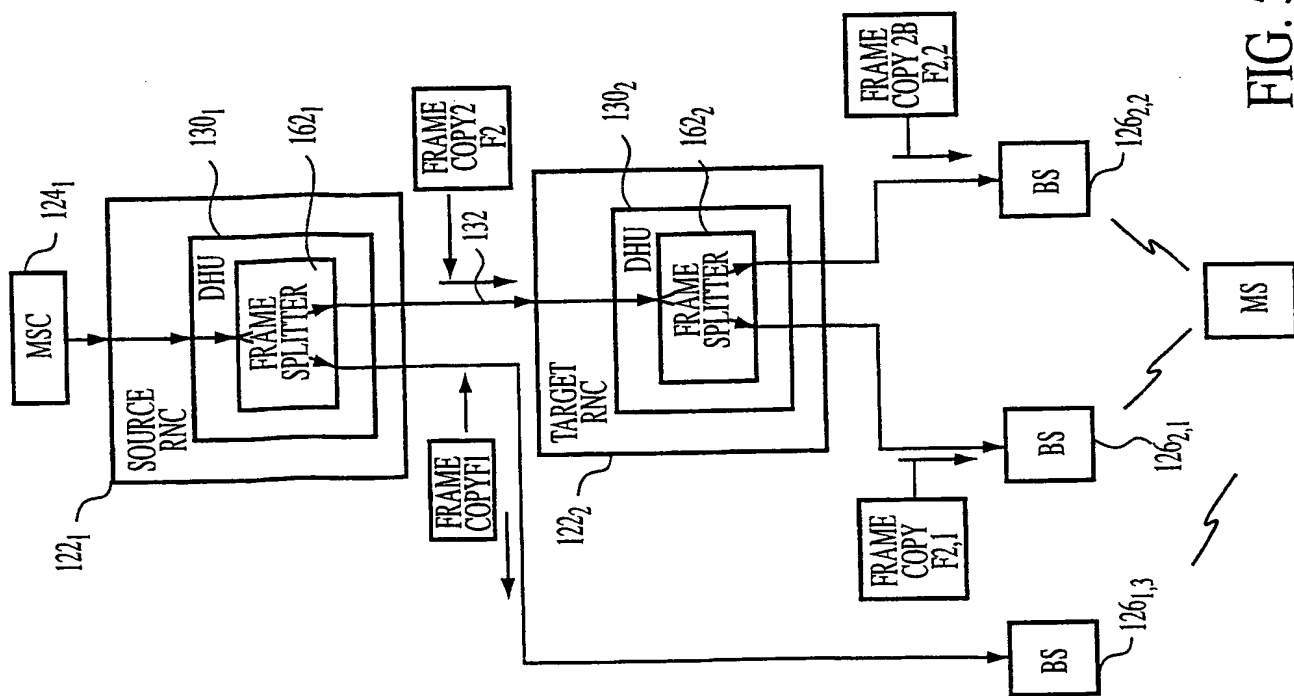 MSC
124₁
SOURCE
RNC
122₁
DHU
130₁
FRAME
SPLITTER
162₁
FRAME
COPYF1
FRAME
COPY2
F2
132
TARGET
RNC
122₂
DHU
130₂
FRAME
SPLITTER
162₂
FRAME
COPY
F2,1
FRAME
COPY 2B
F2,2
BS
126₁,₃
BS
126₂,₁
BS
126₂,₂
MS
FIG.